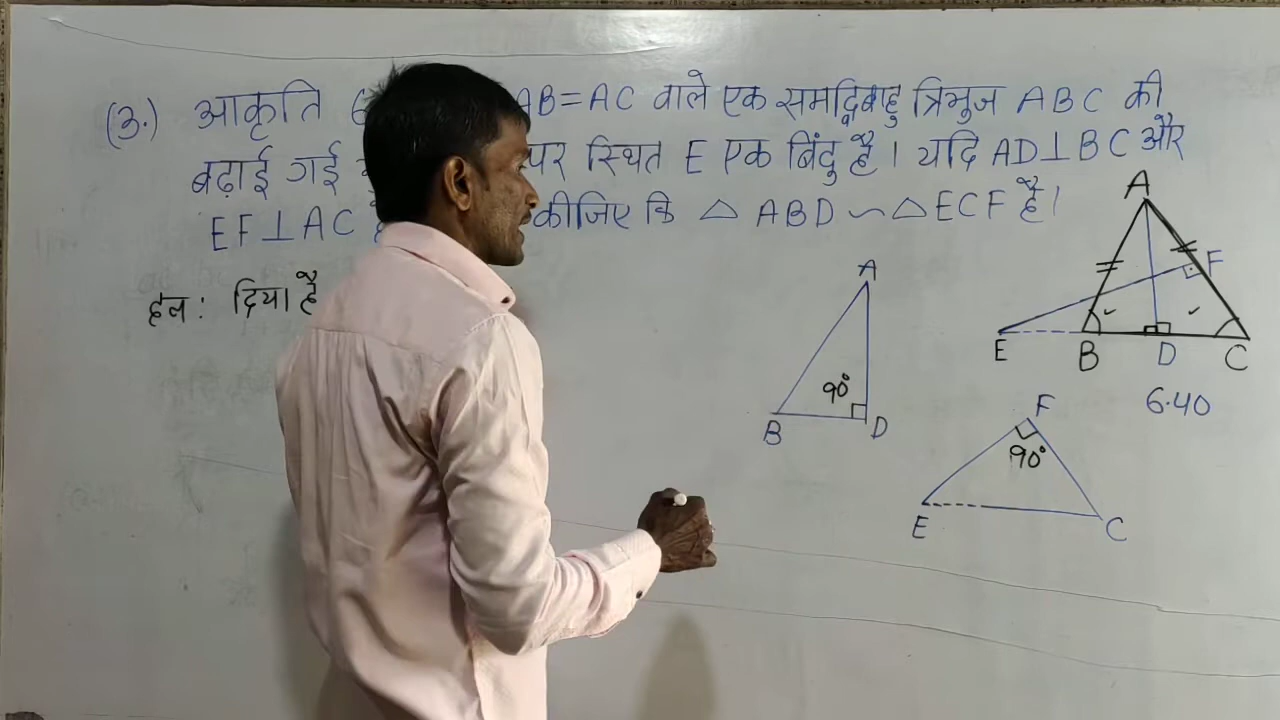 (3.) आकृति 6 AB=AC वाले एक समद्विबाहु त्रिभुज ABC की
बढ़ाई गई पर स्थित E एक बिंदु है। यदि AD⊥BC और
EF⊥AC कीजिए कि △ ABD ∼ △ ECF है।
हल: दिया है
A
F
E B D C
6.40
A
90°
B D
F
90°
E C